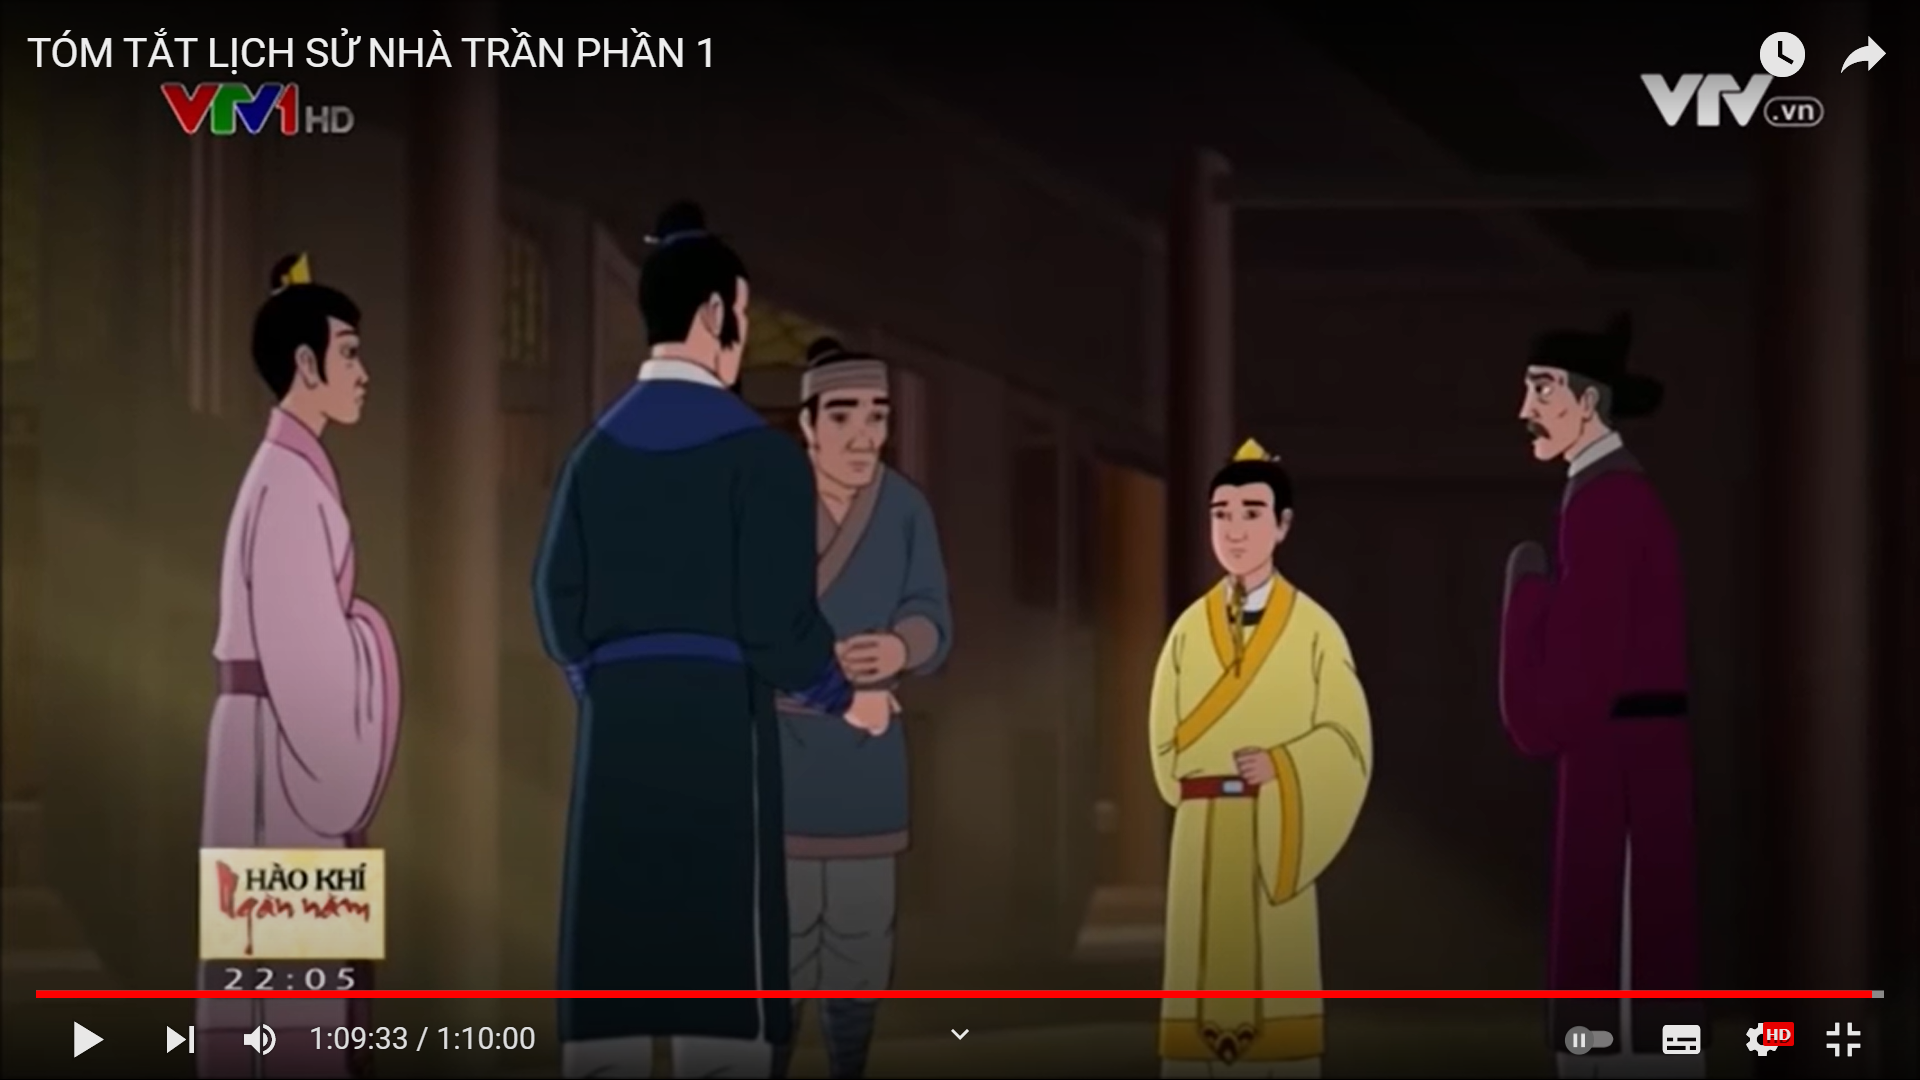 TÓM TẮT LỊCH SỬ NHÀ TRẦN PHẦN 1
VTV1 HD
VTV.vn
HÀO KHÍ
Ngàn năm
22:05
1:09:33 / 1:10:00
HD